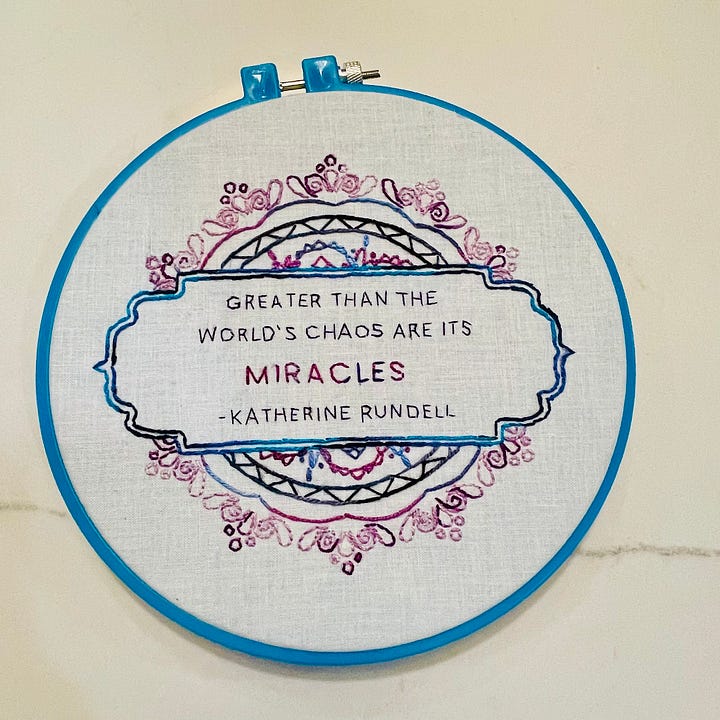 GREATER THAN THE
WORLD'S CHAOS ARE ITS
MIRACLES
-KATHERINE RUNDELL